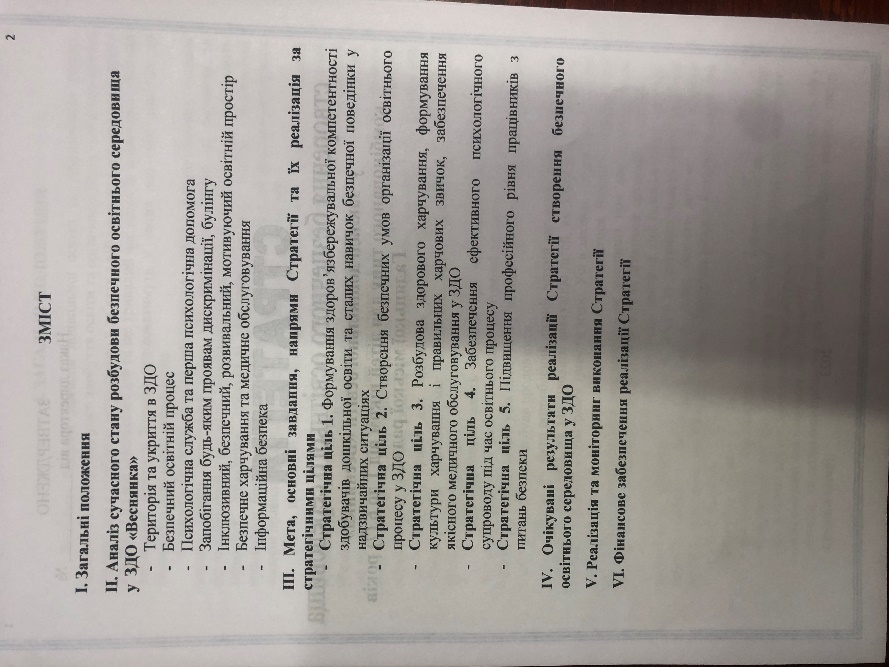 2
ЗМІСТ
І. Загальні положення
ІІ. Аналіз сучасного стану розбудови безпечного освітнього середовища
у ЗДО «Веснянка»
- Територія та укриття в ЗДО
- Безпечний освітній процес
- Психологічна служба та перша психологічна допомога
- Запобігання будь-яким проявам дискримінації, булінгу
- Інклюзивний, безпечний, розвивальний, мотивуючий освітній простір
- Безпечне харчування та медичне обслуговування
- Інформаційна безпека
ІІІ. Мета, основні завдання, напрями Стратегії та їх реалізація за
стратегічними цілями
- Стратегічна ціль 1. Формування здоров'язбережувальної компетентності
здобувачів дошкільної освіти та сталих навичок безпечної поведінки у
надзвичайних ситуаціях
- Стратегічна ціль 2. Створення безпечних умов організації освітнього
процесу у ЗДО
- Стратегічна ціль 3. Розбудова здорового харчування, формування
культури харчування і правильних харчових звичок, забезпечення
якісного медичного обслуговування у ЗДО
- Стратегічна ціль 4. Забезпечення ефективного психологічного
супроводу під час освітнього процесу
- Стратегічна ціль 5. Підвищення професійного рівня працівників з
питань безпеки
IV. Очікувані результати реалізації Стратегії створення безпечного
освітнього середовища у ЗДО
V. Реалізація та моніторинг виконання Стратегії
VI. Фінансове забезпечення реалізації Стратегії